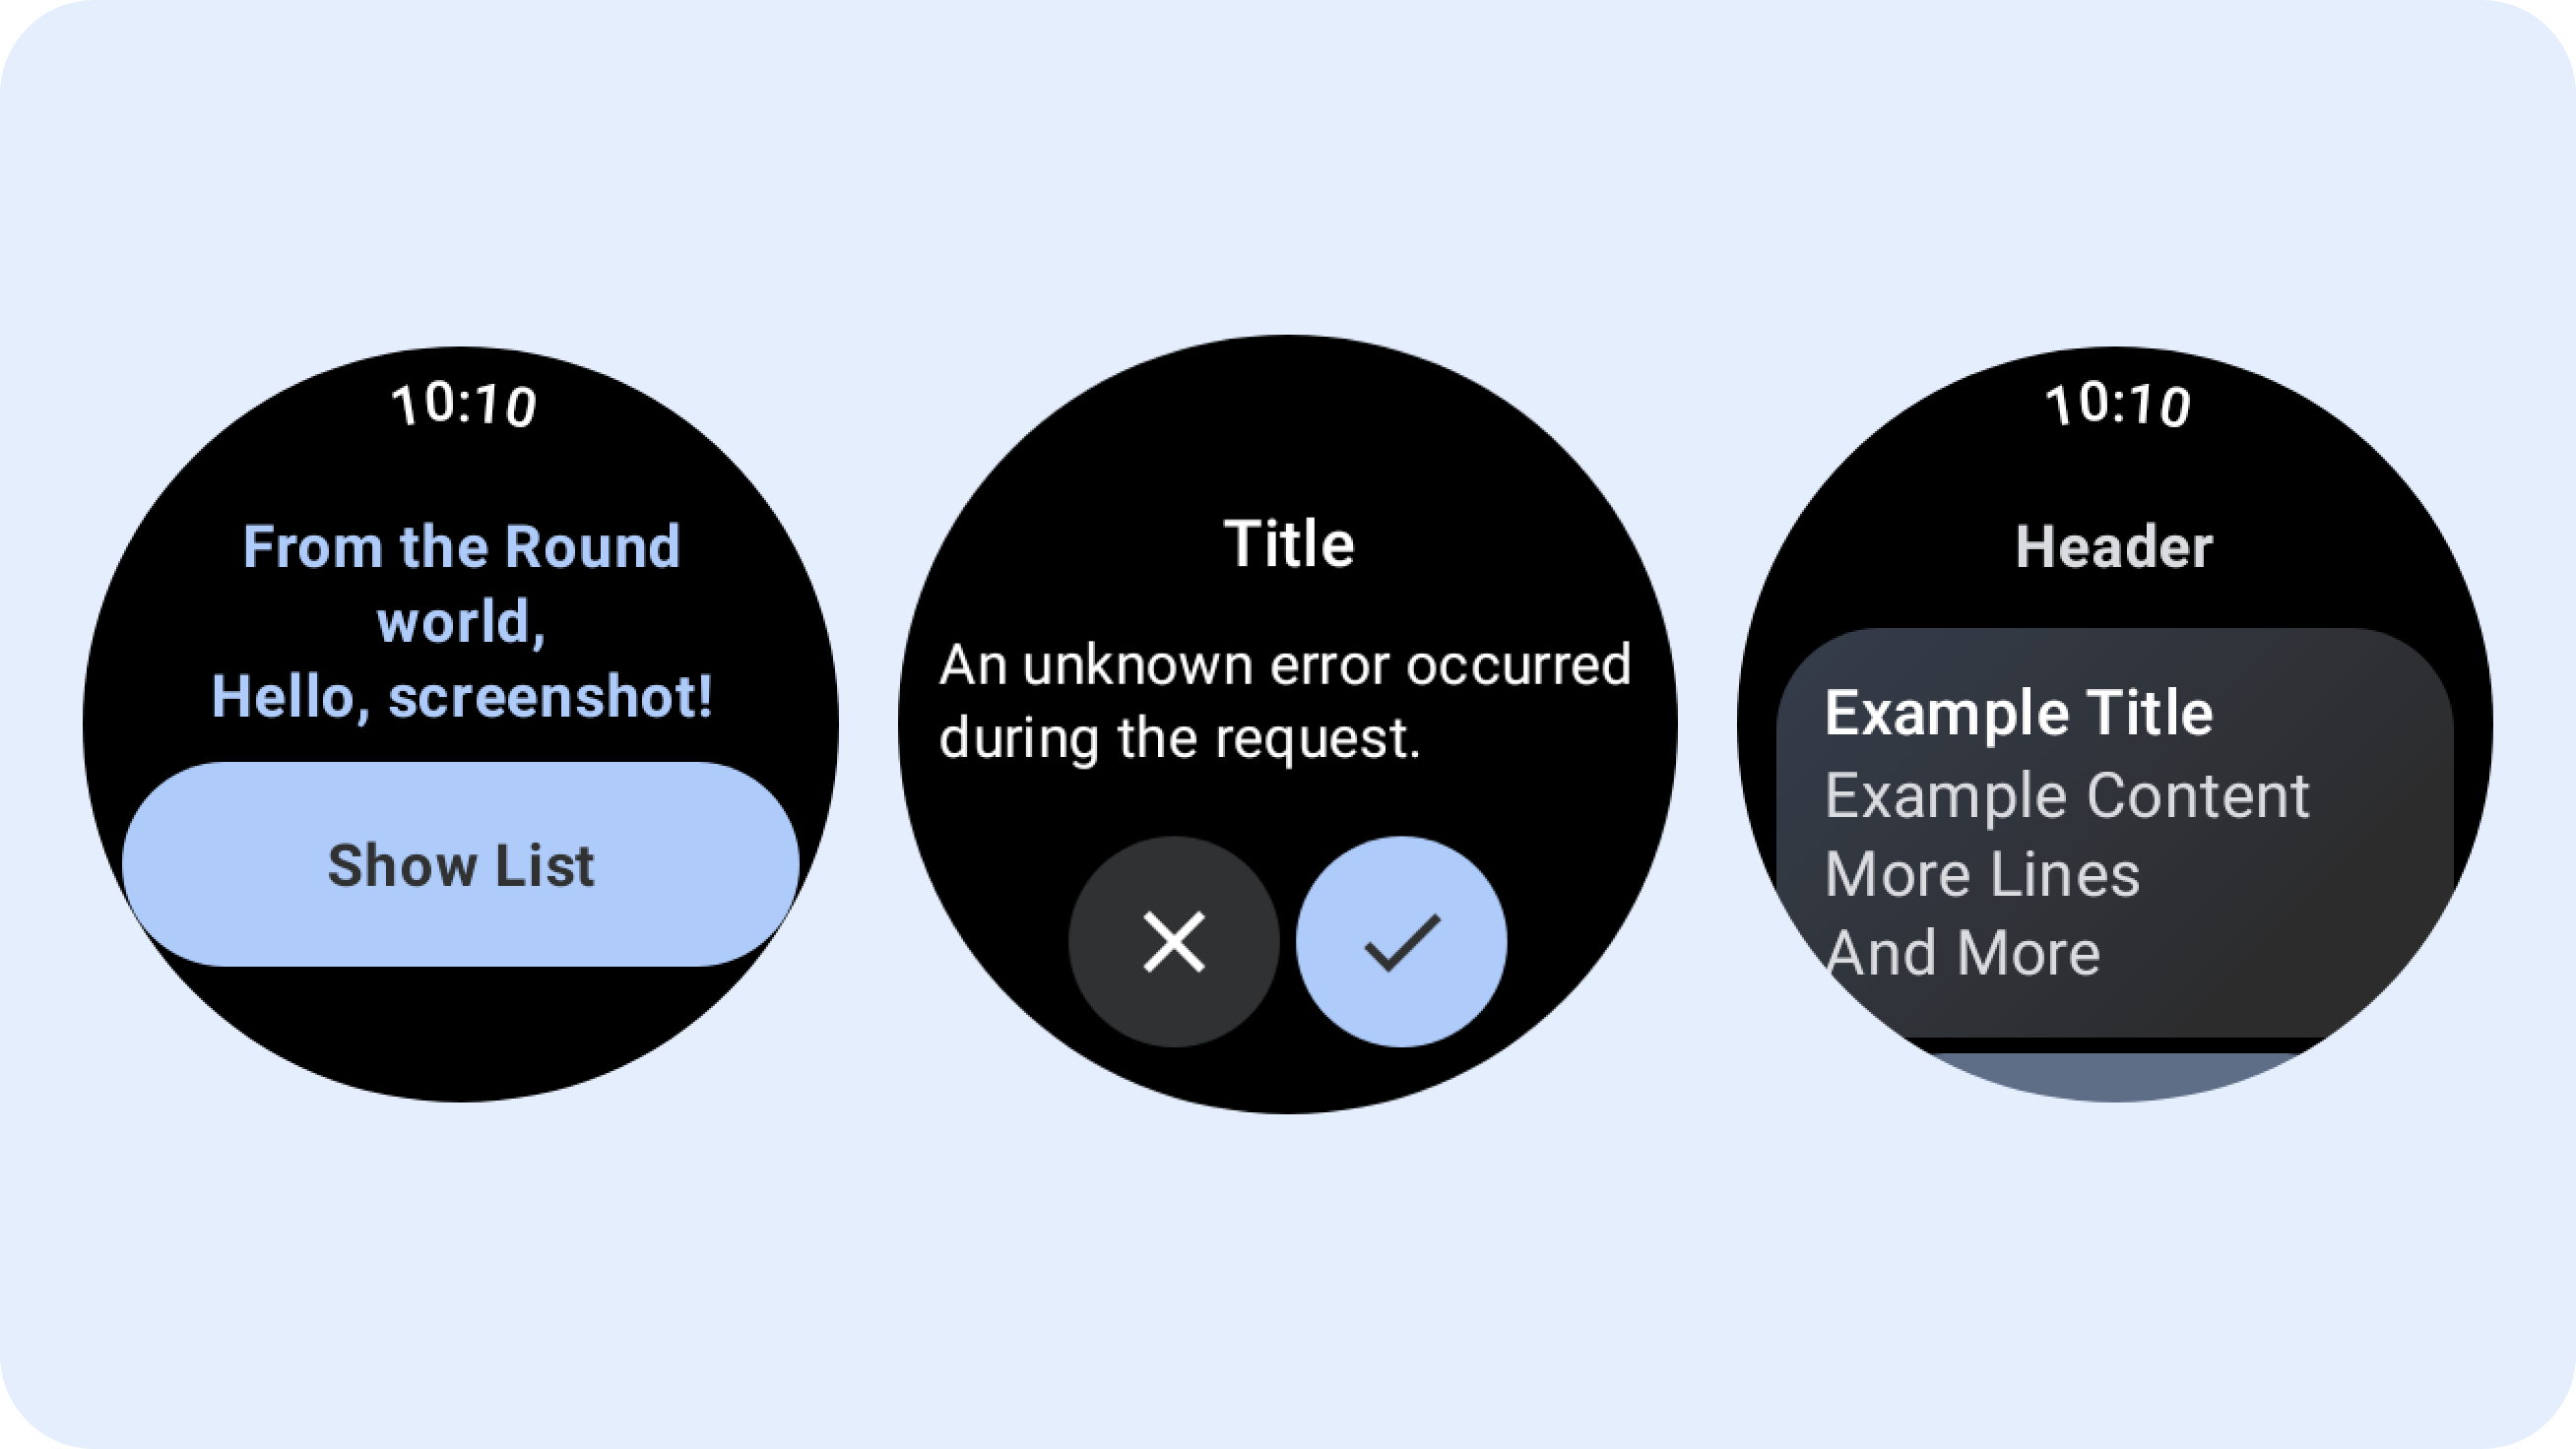 10:10
From the Round
world,
Hello, screenshot!
Show List
Title
An unknown error occurred
during the request.
10:10
Header
Example Title
Example Content
More Lines
And More